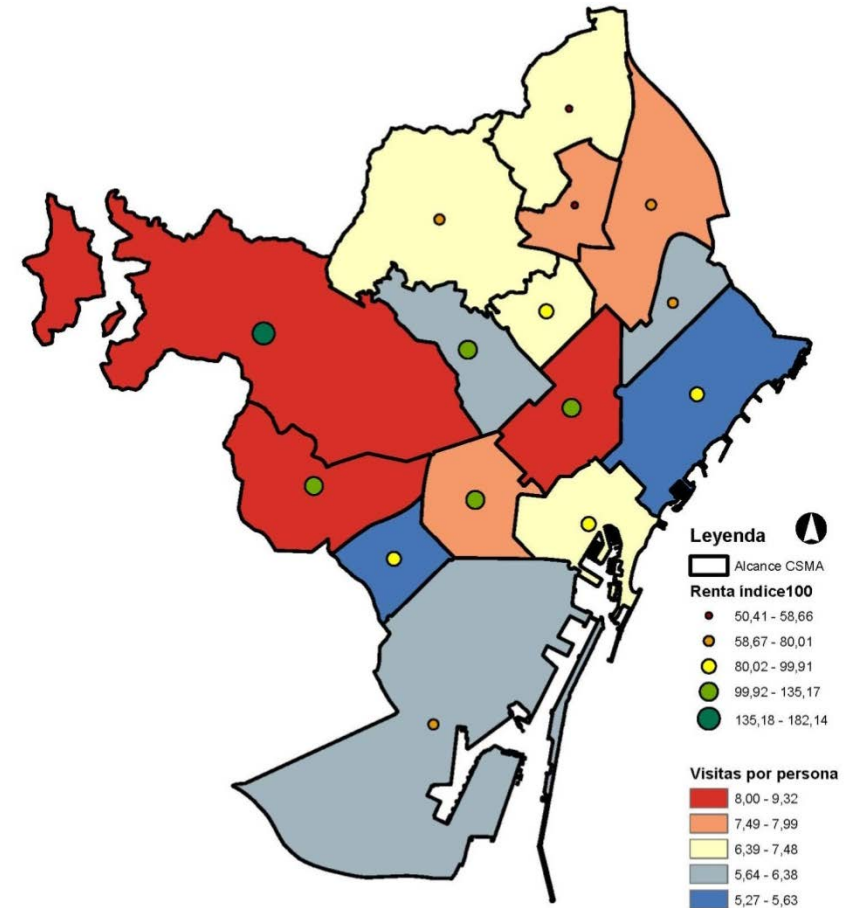 Leyenda
Alcance CSMA
Renta índice100
50,41 - 58,66
58,67 - 80,01
80,02 - 99,91
99,92 - 135,17
135,18 - 182,14
Visitas por persona
8,00 - 9,32
7,49 - 7,99
6,39 - 7,48
5,64 - 6,38
5,27 - 5,63